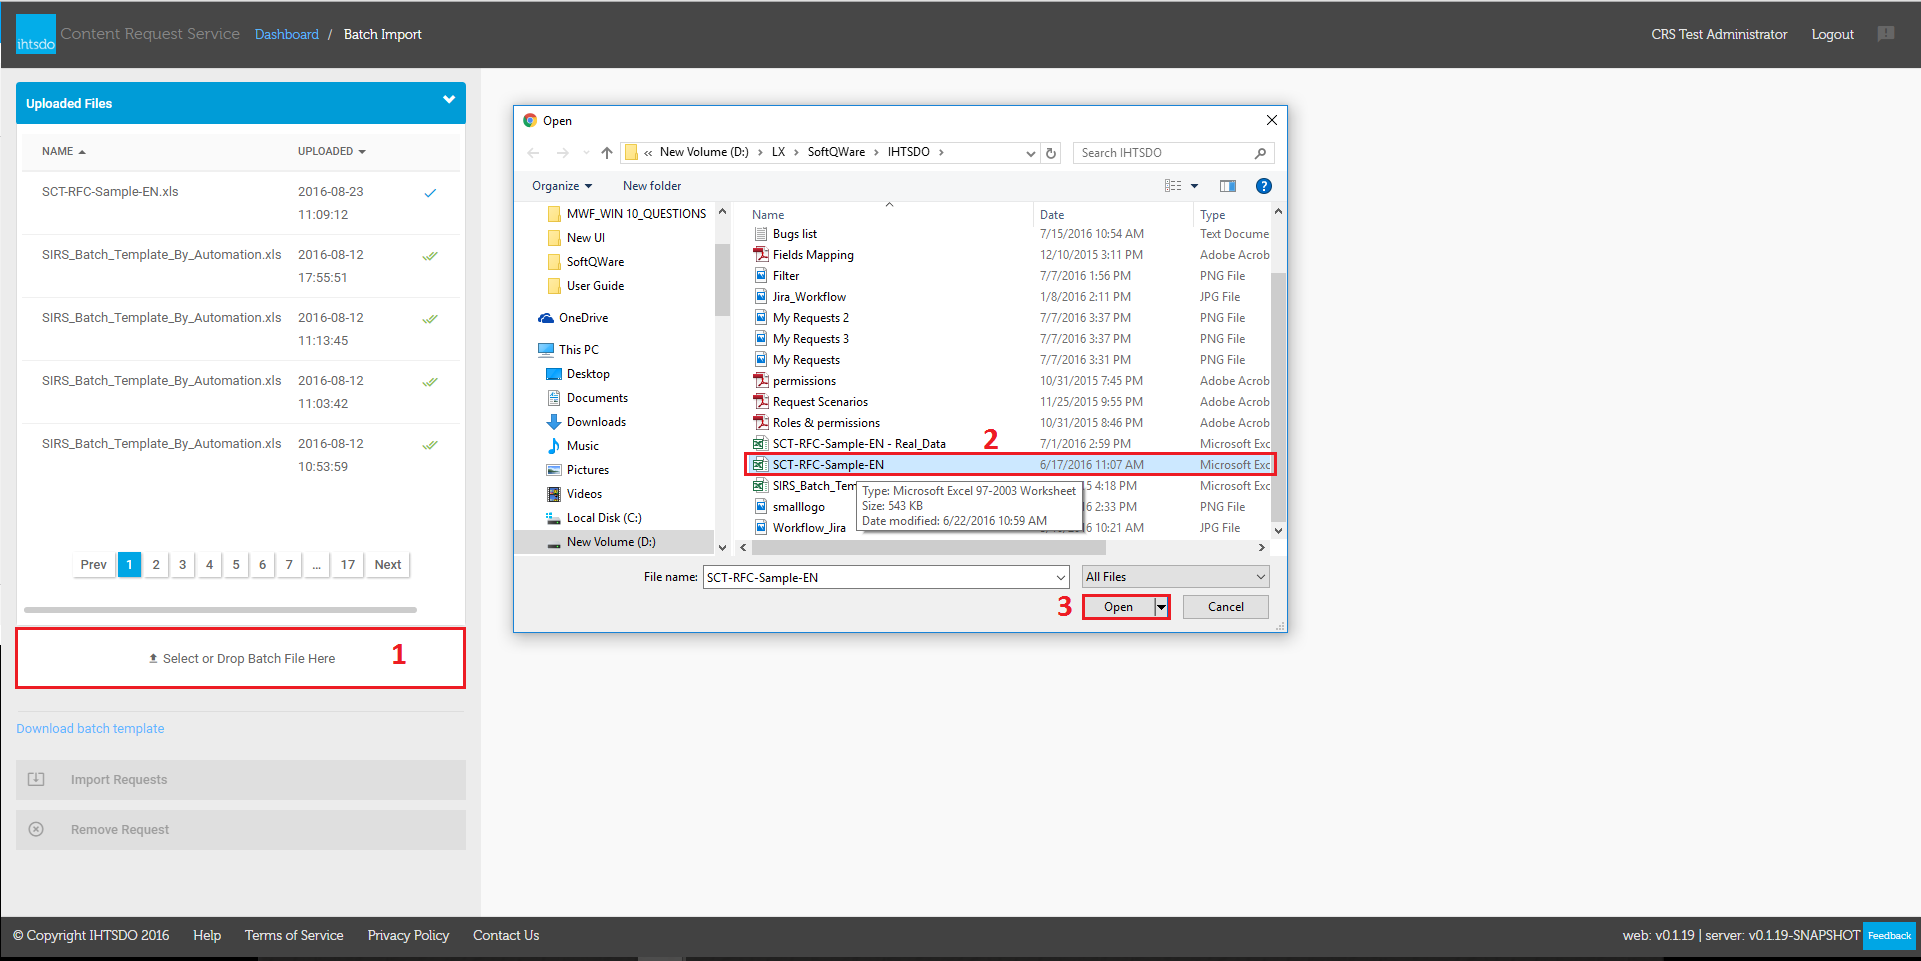 ihtsdo Content Request Service Dashboard / Batch Import CRS Test Administrator Logout
Uploaded Files
NAME UPLOADED
SCT-RFC-Sample-EN.xls 2016-08-23
11:09:12
SIRS_Batch_Template_By_Automation.xls 2016-08-12
17:55:51
SIRS_Batch_Template_By_Automation.xls 2016-08-12
11:13:45
SIRS_Batch_Template_By_Automation.xls 2016-08-12
11:03:42
SIRS_Batch_Template_By_Automation.xls 2016-08-12
10:53:59
Prev 1 2 3 4 5 6 7 ... 17 Next
Select or Drop Batch File Here 1
Download batch template
Import Requests
Remove Request
Open
« New Volume (D:) > LX > SoftQWare > IHTSDO > Search IHTSDO
Organize New folder
MWF_WIN 10_QUESTIONS
New UI
SoftQWare
User Guide
OneDrive
This PC
Desktop
Documents
Downloads
Music
Pictures
Videos
Local Disk (C:)
New Volume (D:)
Name Date Type
Bugs list 7/15/2016 10:54 AM Text Docume
Fields Mapping 12/10/2015 3:11 PM Adobe Acrob
Filter 7/7/2016 1:56 PM PNG File
Jira_Workflow 1/8/2016 2:11 PM JPG File
My Requests 2 7/7/2016 3:37 PM PNG File
My Requests 3 7/7/2016 3:37 PM PNG File
My Requests 7/7/2016 3:31 PM PNG File
permissions 10/31/2015 7:45 PM Adobe Acrob
Request Scenarios 11/25/2015 9:55 PM Adobe Acrob
Roles & permissions 10/31/2015 8:46 PM Adobe Acrob
SCT-RFC-Sample-EN - Real_Data 2 7/1/2016 2:59 PM Microsoft Exc
SCT-RFC-Sample-EN 6/17/2016 11:07 AM Microsoft Exc
SIRS_Batch_Tem 5 4:18 PM Microsoft Exc
smalllogo 6 2:33 PM PNG File
Workflow_Jira 10:21 AM JPG File
Type: Microsoft Excel 97-2003 Worksheet
Size: 543 KB
Date modified: 6/22/2016 10:59 AM
File name: SCT-RFC-Sample-EN All Files
3 Open Cancel
© Copyright IHTSDO 2016 Help Terms of Service Privacy Policy Contact Us web: v0.1.19 | server: v0.1.19-SNAPSHOT Feedback